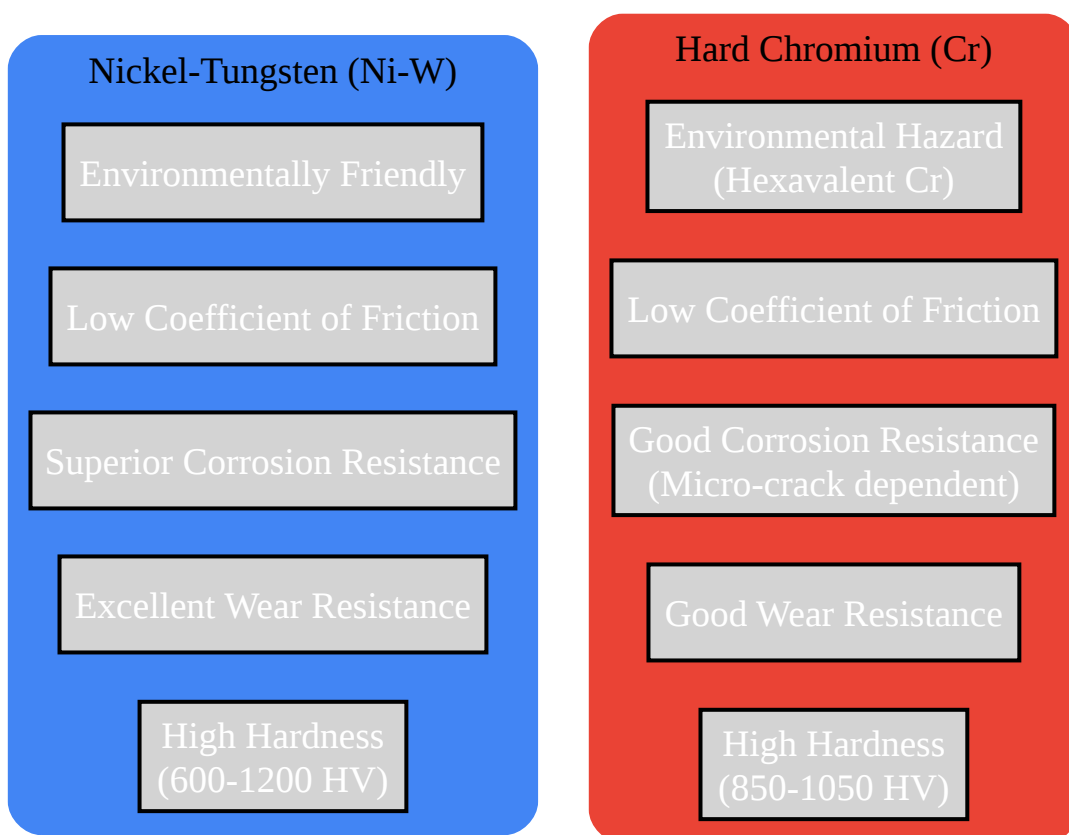 Nickel-Tungsten (Ni-W)
Environmentally Friendly
Low Coefficient of Friction
Superior Corrosion Resistance
Excellent Wear Resistance
High Hardness
(600-1200 HV)
Hard Chromium (Cr)
Environmental Hazard
(Hexavalent Cr)
Low Coefficient of Friction
Good Corrosion Resistance
(Micro-crack dependent)
Good Wear Resistance
High Hardness
(850-1050 HV)